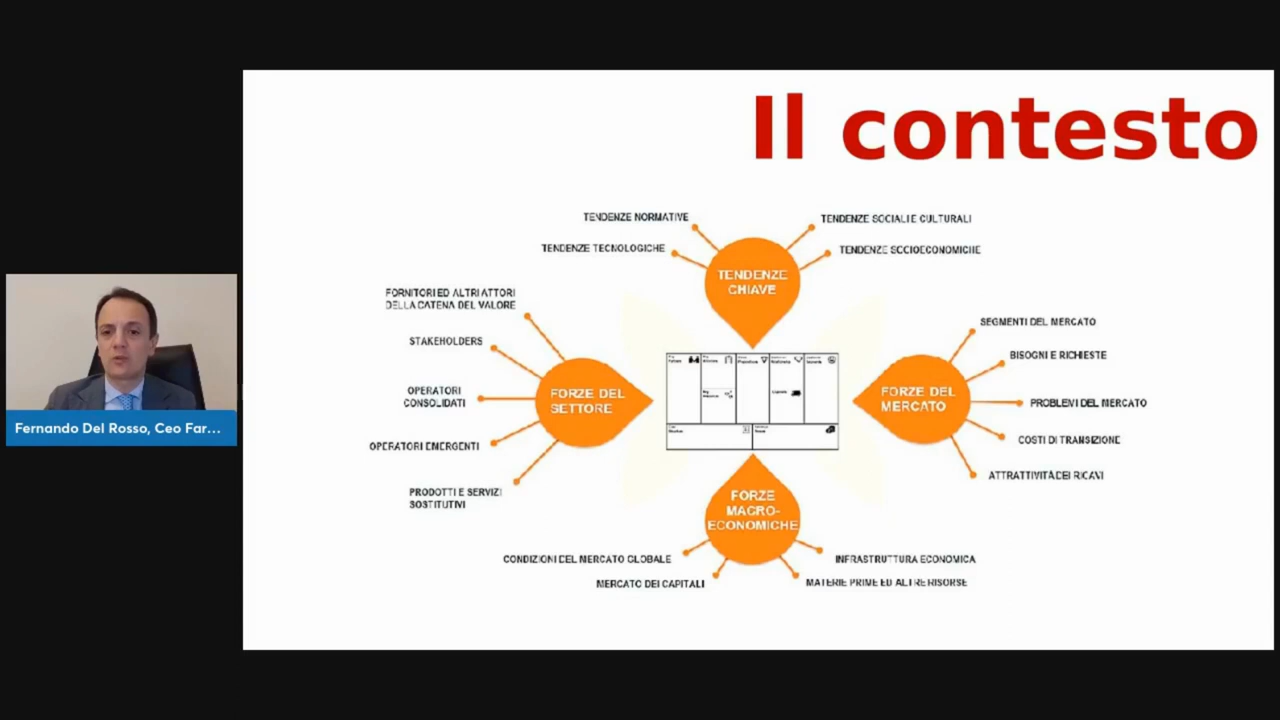 Il contesto
TENDENZE NORMATIVE
TENDENZE SOCIALI E CULTURALI
TENDENZE TECNOLOGICHE
TENDENZE SOCIOECONOMICHE
TENDENZE
CHIAVE
FORNITORI ED ALTRI ATTORI
DELLA CATENA DEL VALORE
STAKEHOLDERS
OPERATORI
CONSOLIDATI
OPERATORI EMERGENTI
PRODOTTI E SERVIZI
SOSTITUTIVI
FORZE DEL
SETTORE
FORZE DEL
MERCATO
SEGMENTI DEL MERCATO
BISOGNI E RICHIESTE
PROBLEMI DEL MERCATO
COSTI DI TRANSIZIONE
ATTRATTIVITÀ DEI RICAVI
FORZE
MACRO-
ECONOMICHE
CONDIZIONI DEL MERCATO GLOBALE
INFRASTRUTTURA ECONOMICA
MERCATO DEI CAPITALI
MATERIE PRIME ED ALTRE RISORSE
Fernando Del Rosso, Ceo Far...